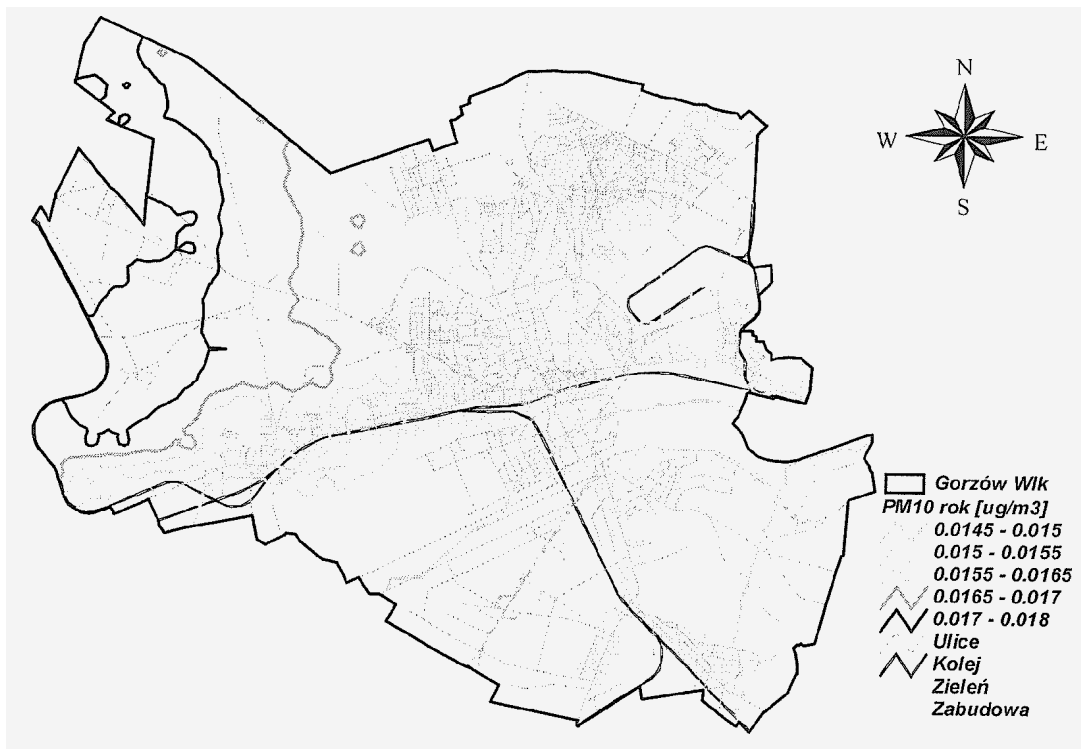 N
W E
S
Gorzów Wlk
PM10 rok [ug/m3]
0.0145 - 0.015
0.015 - 0.0155
0.0155 - 0.0165
0.0165 - 0.017
0.017 - 0.018
Ulice
Kolej
Zieleń
Zabudowa